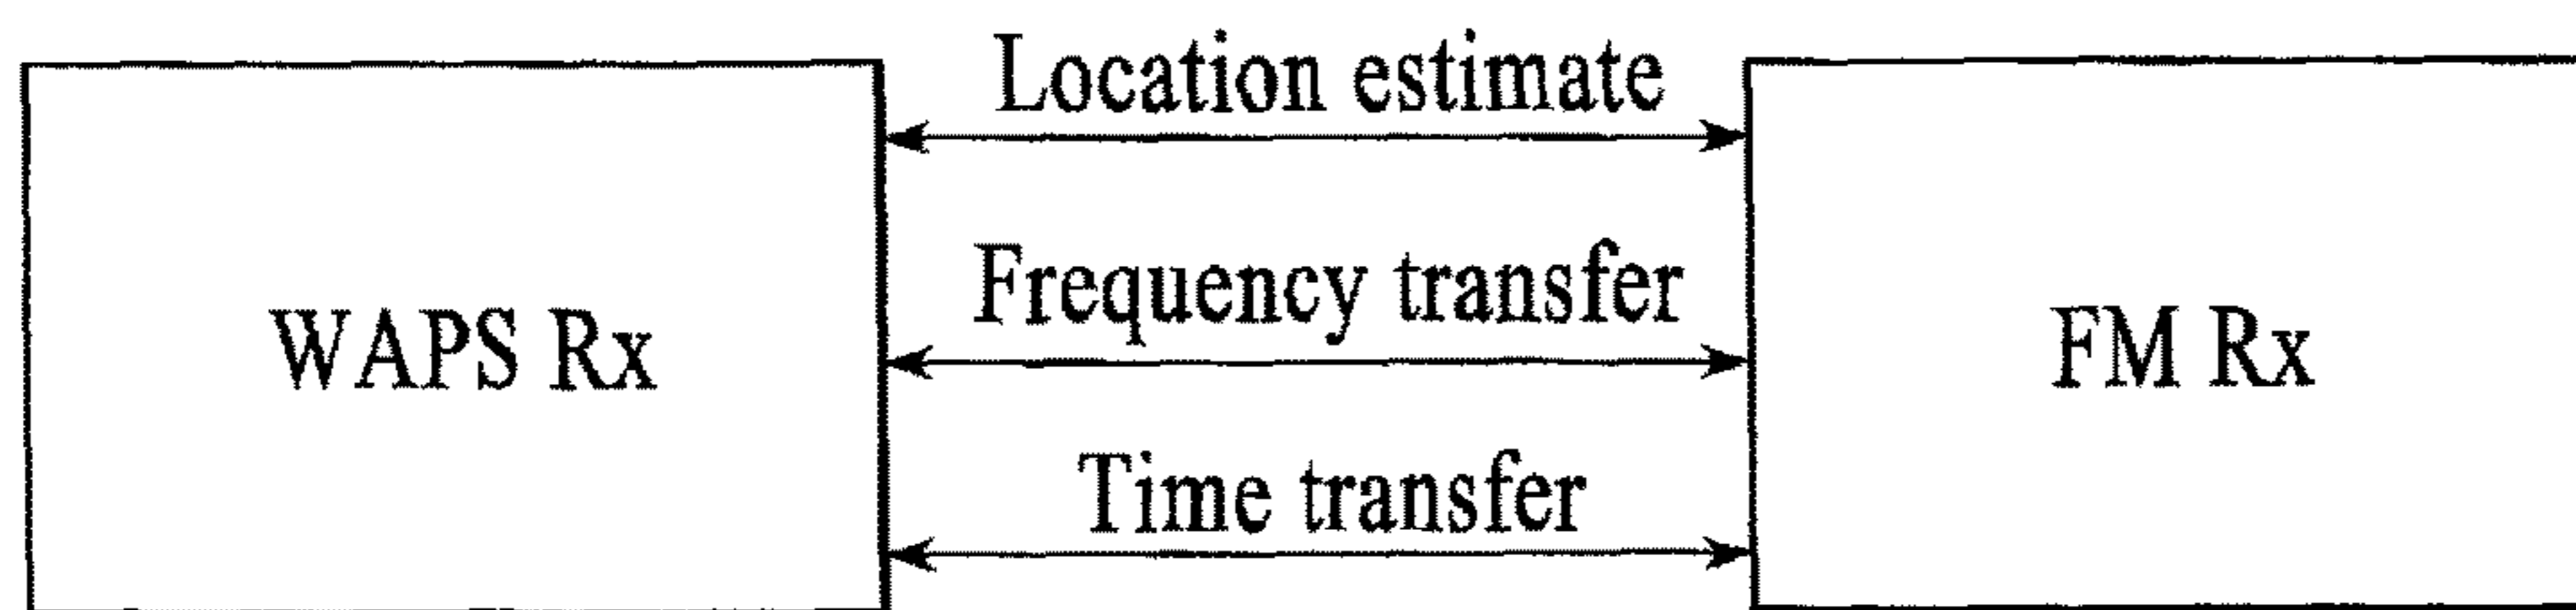 Location estimate
Frequency transfer
WAPS Rx
FM Rx
Time transfer